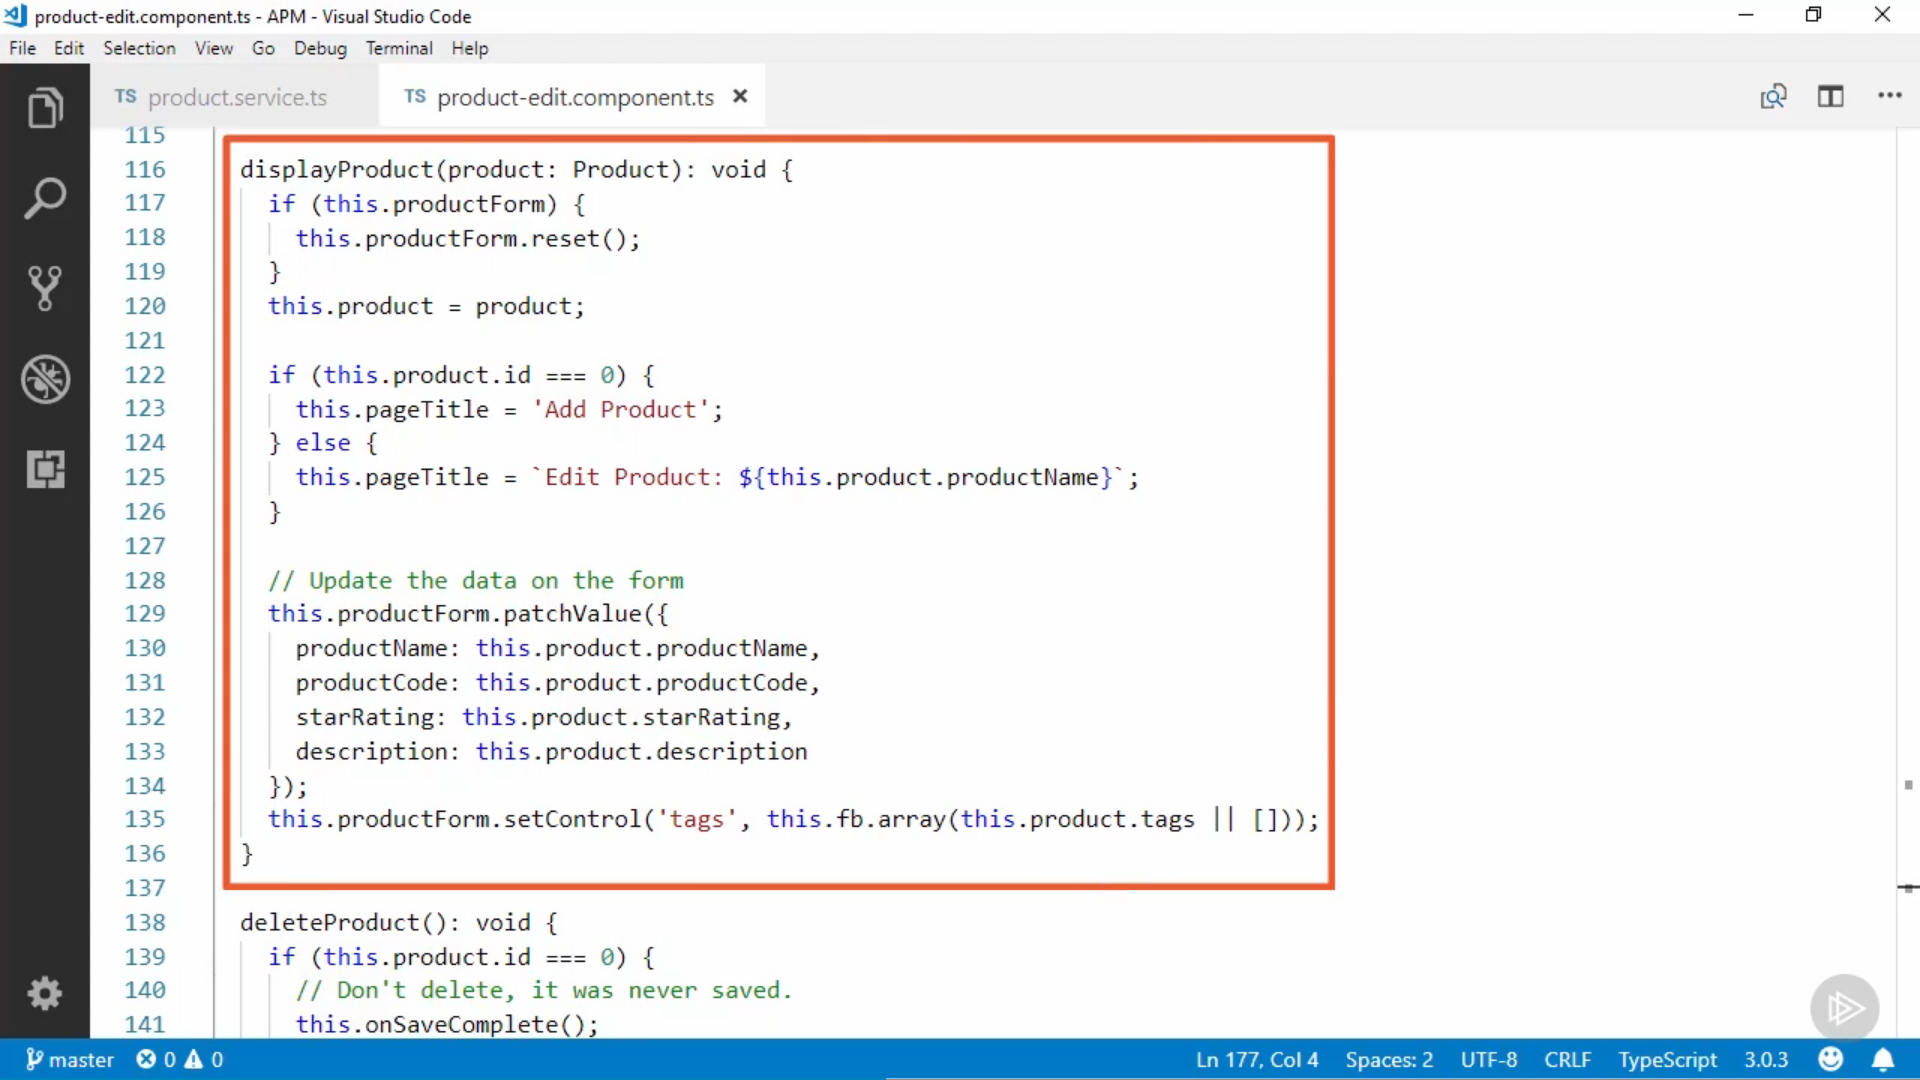 product-edit.component.ts - APM - Visual Studio Code
File Edit Selection View Go Debug Terminal Help
TS product.service.ts TS product-edit.component.ts
115
116 displayProduct(product: Product): void {
117 if (this.productForm) {
118 this.productForm.reset();
119 }
120 this.product = product;
121
122 if (this.product.id === 0) {
123 this.pageTitle = 'Add Product';
124 } else {
125 this.pageTitle = `Edit Product: ${this.product.productName}`;
126 }
127
128 // Update the data on the form
129 this.productForm.patchValue({
130 productName: this.product.productName,
131 productCode: this.product.productCode,
132 starRating: this.product.starRating,
133 description: this.product.description
134 });
135 this.productForm.setControl('tags', this.fb.array(this.product.tags || []));
136 }
137
138 deleteProduct(): void {
139 if (this.product.id === 0) {
140 // Don't delete, it was never saved.
141 this.onSaveComplete();
master 0 0 Ln 177, Col 4 Spaces: 2 UTF-8 CRLF TypeScript 3.0.3